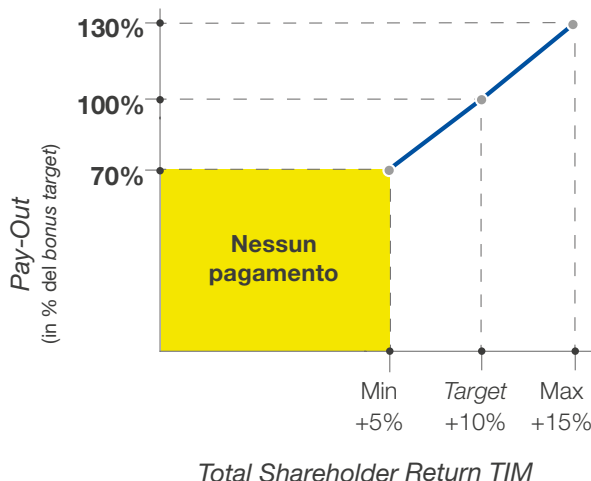 130%
100%
70%
Pay-Out
(in % del bonus target)
Nessun
pagamento
Min
+5%
Target
+10%
Max
+15%
Total Shareholder Return TIM